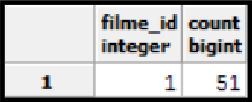 filme_id count
integer bigint
1 1 51